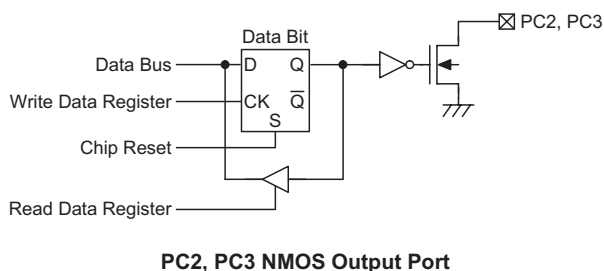 Data Bit
PC2, PC3
Data Bus
D Q
Write Data Register
CK Q̅
S
Chip Reset
Read Data Register
PC2, PC3 NMOS Output Port